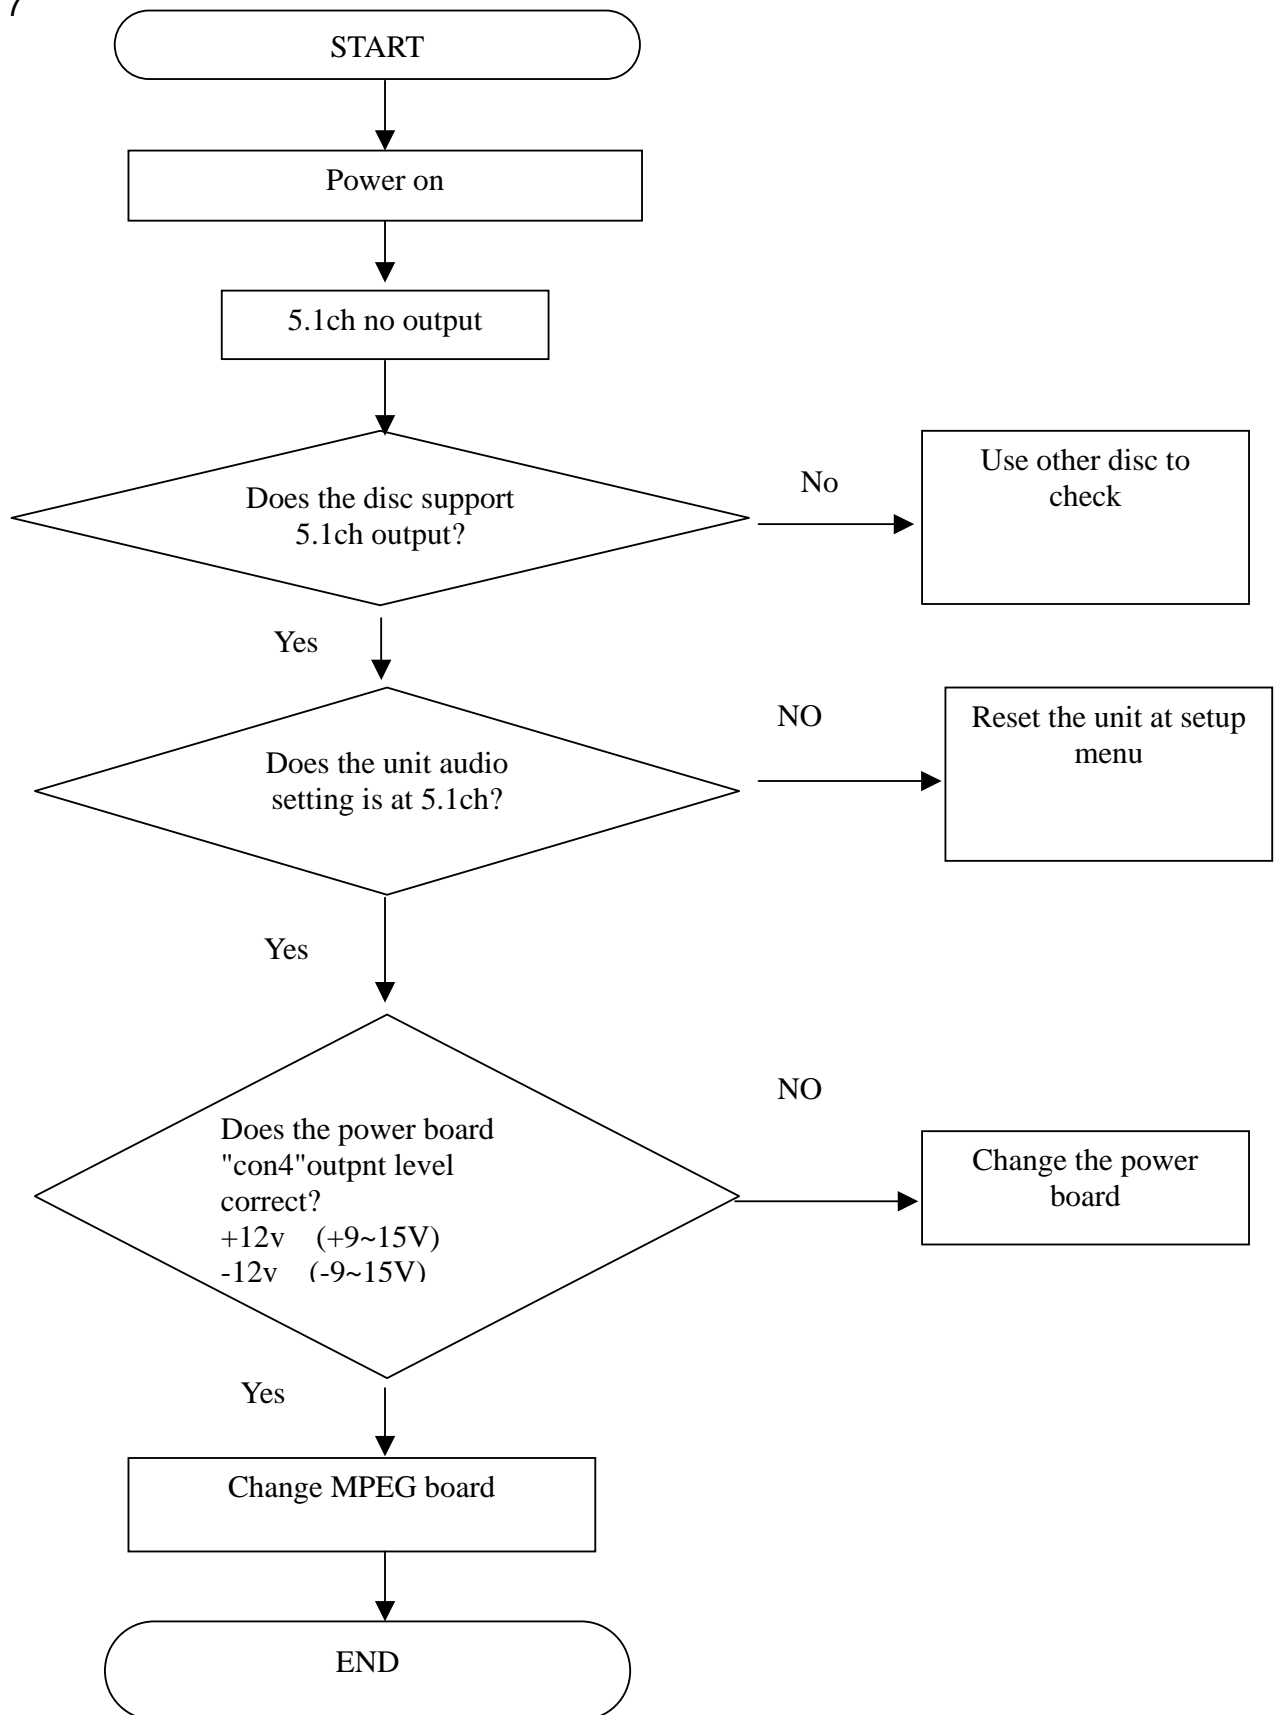 7
START
Power on
5.1ch no output
Does the disc support
5.1ch output?
No
Use other disc to
check
Yes
Does the unit audio
setting is at 5.1ch?
NO
Reset the unit at setup
menu
Yes
Does the power board
"con4"outpnt level
correct?
+12v (+9~15V)
-12v (-9~15V)
NO
Change the power
board
Yes
Change MPEG board
END